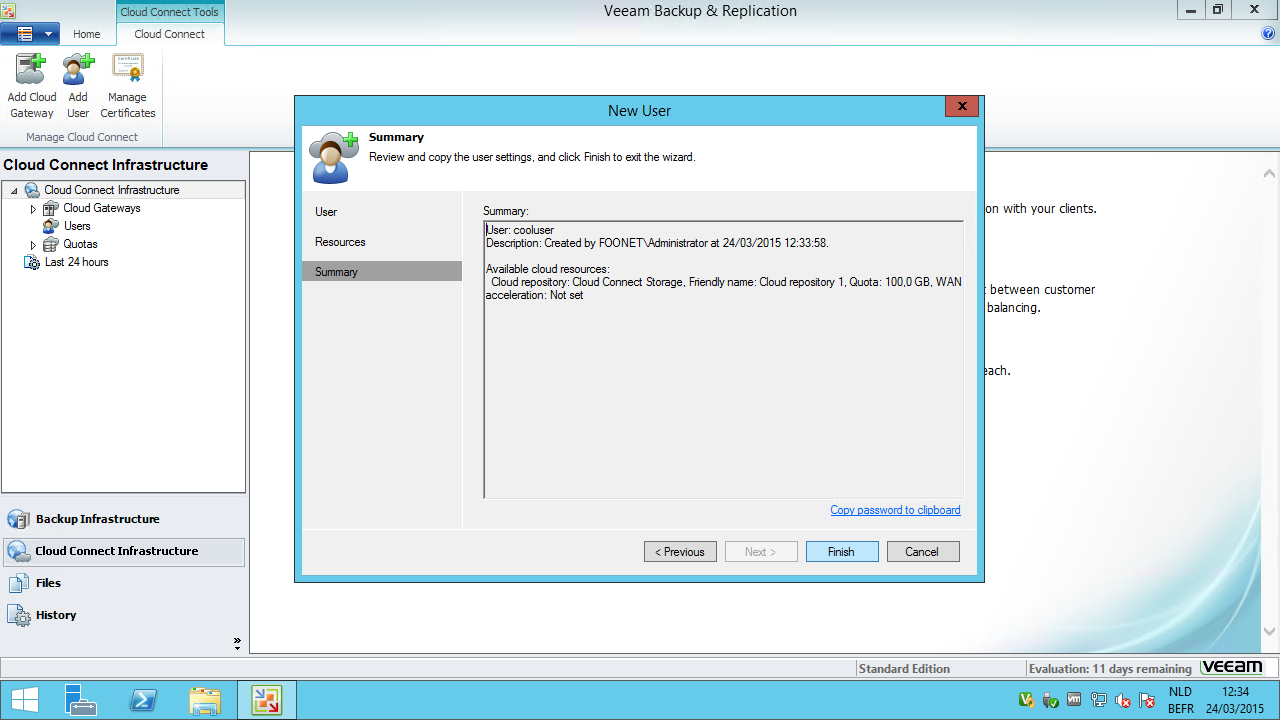 Cloud Connect Tools
Veeam Backup & Replication
Home
Cloud Connect
Add Cloud Gateway
Add User
Manage Certificates
Manage Cloud Connect
Cloud Connect Infrastructure
Cloud Connect Infrastructure
Cloud Gateways
Users
Quotas
Last 24 hours
Backup Infrastructure
Cloud Connect Infrastructure
Files
History
New User
Summary
Review and copy the user settings, and click Finish to exit the wizard.
User
Resources
Summary
Summary:
User: cooluser
Description: Created by FOONET\Administrator at 24/03/2015 12:33:58.
Available cloud resources:
Cloud repository: Cloud Connect Storage, Friendly name: Cloud repository 1, Quota: 100,0 GB, WAN
acceleration: Not set
Copy password to clipboard
< Previous
Next >
Finish
Cancel
on with your clients.
between customer
balancing.
each.
Standard Edition
Evaluation: 11 days remaining
veeam
NLD
BEFR
12:34
24/03/2015